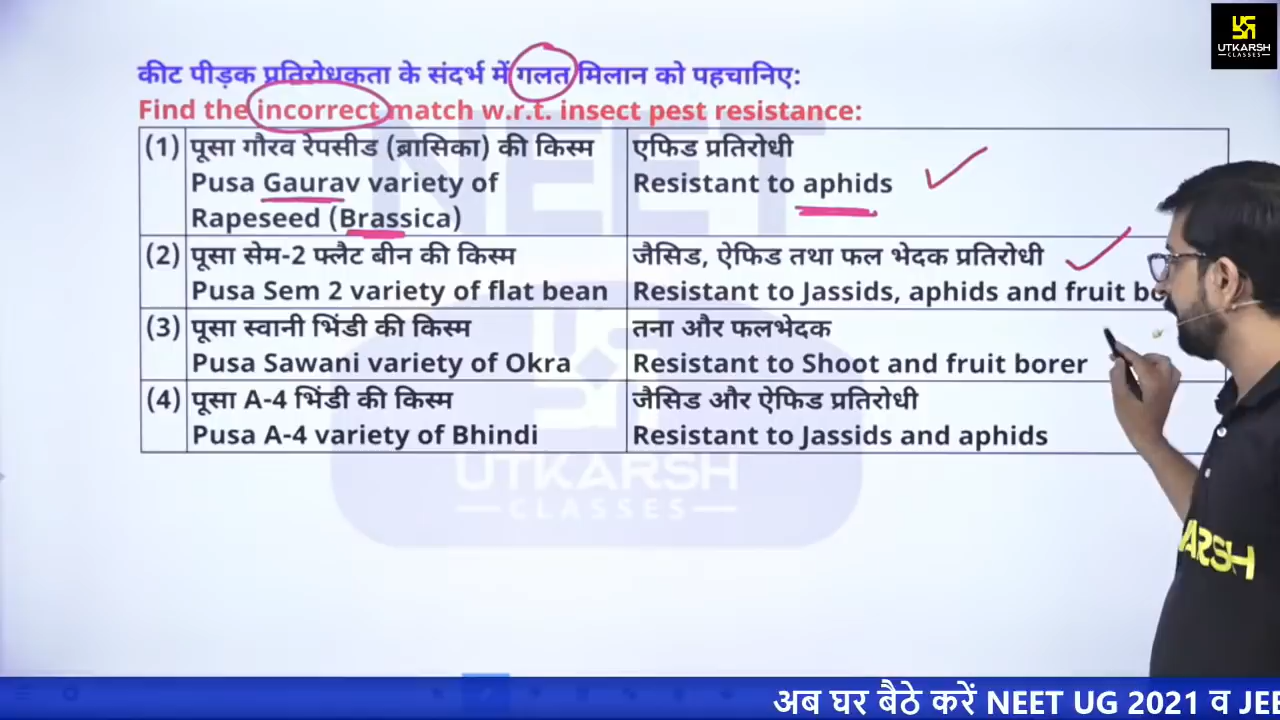 UTKARSH
CLASSES
कीट पीड़क प्रतिरोधकता के संदर्भ में गलत मिलान को पहचानिए:
Find the incorrect match w.r.t. insect pest resistance:
(1) पूसा गौरव रेपसीड (ब्रासिका) की किस्म एफिड प्रतिरोधी
Pusa Gaurav variety of Resistant to aphids
Rapeseed (Brassica)
(2) पूसा सेम-2 फ्लैट बीन की किस्म जैसिड, ऐफिड तथा फल भेदक प्रतिरोधी
Pusa Sem 2 variety of flat bean Resistant to Jassids, aphids and fruit
(3) पूसा स्वानी भिंडी की किस्म तना और फलभेदक
Pusa Sawani variety of Okra Resistant to Shoot and fruit borer
(4) पूसा A-4 भिंडी की किस्म जैसिड और ऐफिड प्रतिरोधी
Pusa A-4 variety of Bhindi Resistant to Jassids and aphids
NEET
UTKARSH
CLASSES
ARSH
अब घर बैठे करें NEET UG 2021 व JEE